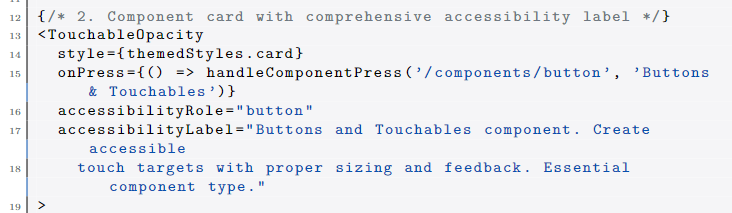 12 {/* 2. Component card with comprehensive accessibility label */}
13 <TouchableOpacity
14 style={themedStyles.card}
15 onPress={() => handleComponentPress('/components/button', 'Buttons
& Touchables')}
16 accessibilityRole="button"
17 accessibilityLabel="Buttons and Touchables component. Create
accessible
18 touch targets with proper sizing and feedback. Essential
component type."
19 >